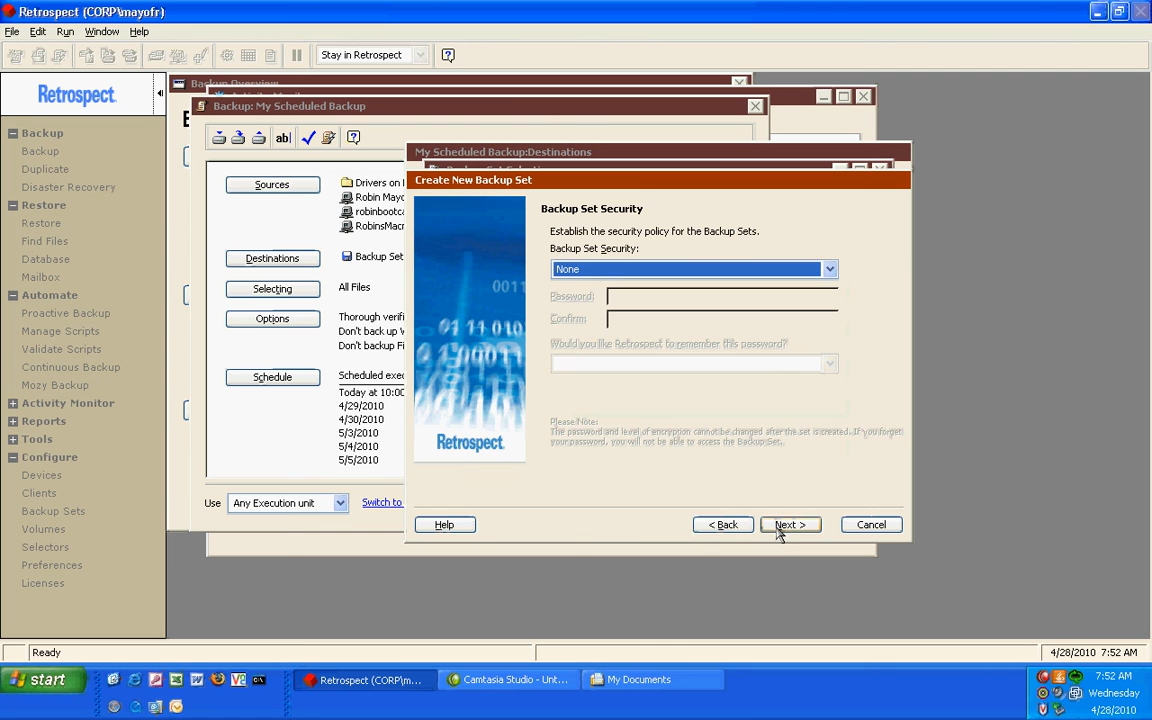 Retrospect (CORP\mayofr)
File Edit Run Window Help
Stay in Retrospect
Retrospect.
Backup
Backup
Duplicate
Disaster Recovery
Restore
Restore
Find Files
Database
Mailbox
Automate
Proactive Backup
Manage Scripts
Validate Scripts
Continuous Backup
Mozy Backup
Activity Monitor
Reports
Tools
Configure
Devices
Clients
Backup Sets
Volumes
Selectors
Preferences
Licenses
Backup Overview
Backup: My Scheduled Backup
Sources
Drivers on
Robin Mayo
robinbootca
RobinsMac
Destinations
Backup Set
Selecting
All Files
Options
Thorough verifi
Don't back up
Don't backup Fi
Schedule
Scheduled exec
Today at 10:00
4/29/2010
4/30/2010
5/3/2010
5/4/2010
5/5/2010
Use Any Execution unit Switch to
My Scheduled Backup:Destinations
Create New Backup Set
Backup Set Security
Establish the security policy for the Backup Sets.
Backup Set Security:
None
Password:
Confirm:
Would you like Retrospect to remember this password?
Please Note:
The password and level of encryption cannot be changed after the set is created. If you forget
your password, you will not be able to access the Backup Set.
Retrospect.
Help < Back Next > Cancel
Ready 4/28/2010 7:52 AM
start Retrospect (CORP\m... Camtasia Studio - Unt... My Documents
7:52 AM
Wednesday
4/28/2010